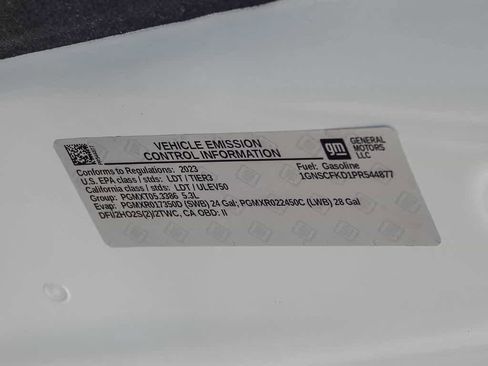 VEHICLE EMISSION
CONTROL INFORMATION
gm
GENERAL
MOTORS
LLC
Conforms to Regulations: 2023
Fuel: Gasoline
U.S. EPA class / stds: LDT / TIER3
1GNSCFKD1PR544877
California class / stds: LDT / ULEV50
Group: PGMXT05.3386 5.3L
Evap: PGMXR017350D (SWB) 24 Gal; PGMXR022450C (LWB) 28 Gal
DFI/2HO2S(2)/2TWC, CA OBD: II